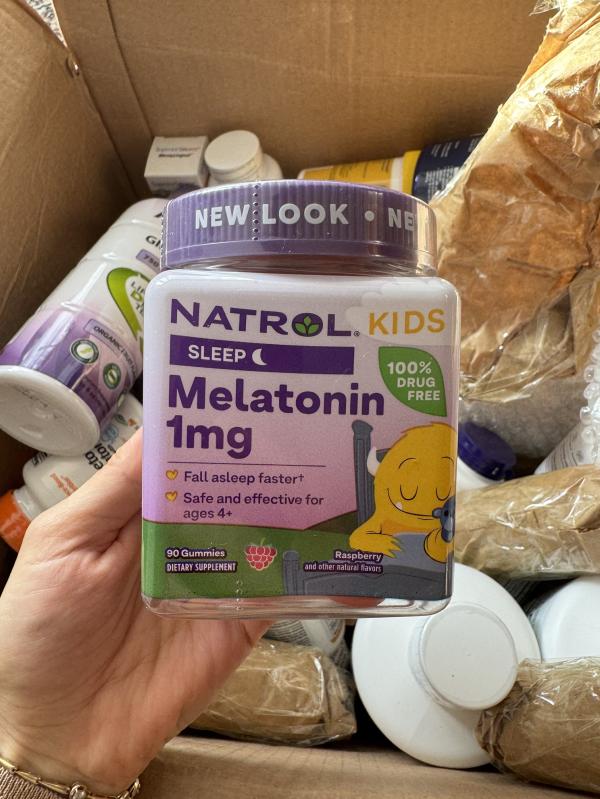 NEW LOOK • NE
NATROL. KIDS
SLEEP
100%
DRUG
FREE
Melatonin
1mg
Fall asleep faster†
Safe and effective for
ages 4+
90 Gummies
DIETARY SUPPLEMENT
Raspberry
and other natural flavors
ORGANIC